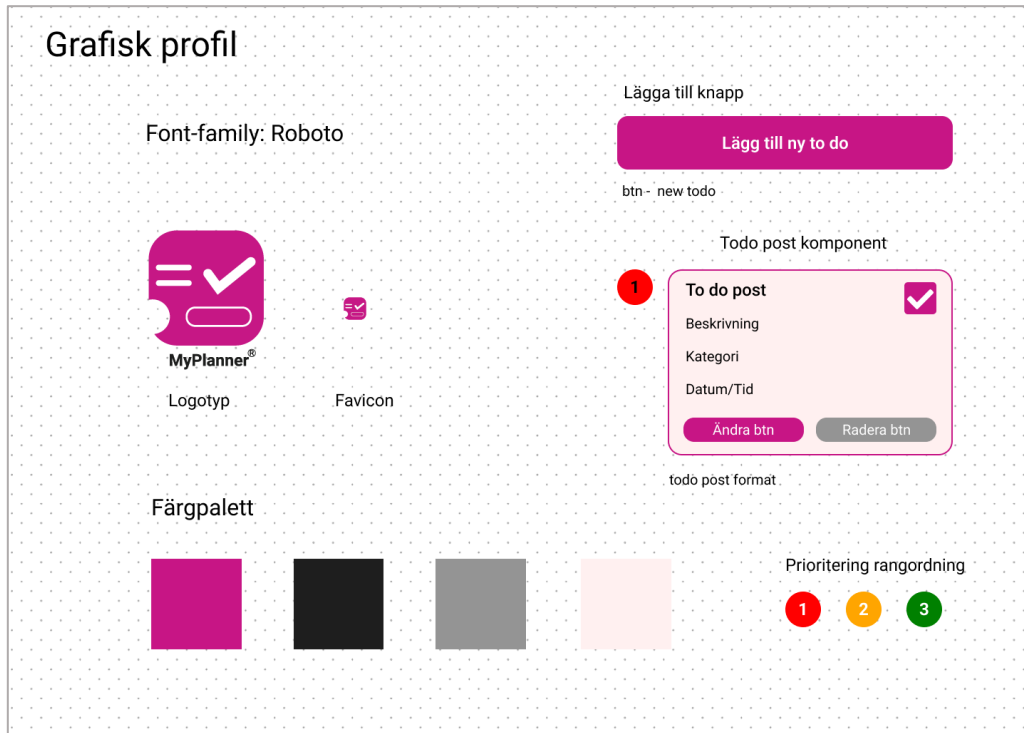 Grafisk profil
Font-family: Roboto
MyPlanner®
Logotyp
Favicon
Lägga till knapp
Lägg till ny to do
btn - new todo
Todo post komponent
1
To do post
Beskrivning
Kategori
Datum/Tid
Ändra btn
Radera btn
todo post format
Färgpalett
Prioritering rangordning
1
2
3